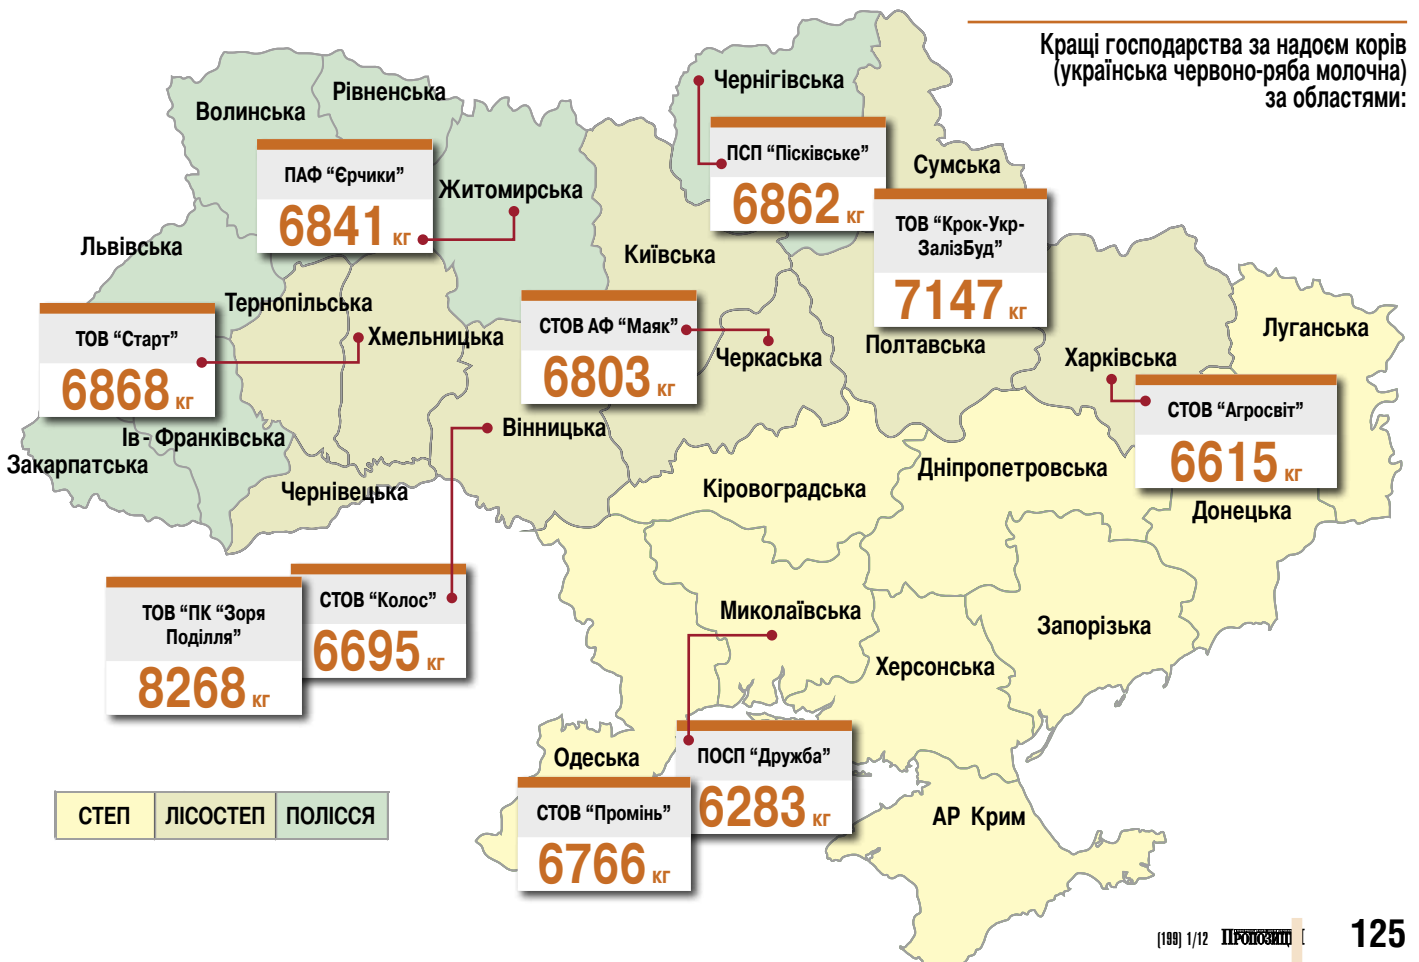 Кращі господарства за надоєм корів
(українська червоно-ряба молочна)
за областями:
Чернігівська
Рівненська
Волинська
ПСП “Пісківське”
6862 кг
Сумська
ПАФ “Єрчики”
6841 кг
Житомирська
ТОВ “Крок-Укр-
ЗалізБуд”
7147 кг
Львівська
Київська
Тернопільська
ТОВ “Старт”
6868 кг
Хмельницька
СТОВ АФ “Маяк”
6803 кг
Черкаська
Полтавська
Луганська
Харківська
СТОВ “Агросвіт”
6615 кг
Ів - Франківська
Закарпатська
Вінницька
Чернівецька
Кіровоградська
Дніпропетровська
Донецька
ТОВ “ПК “Зоря
Поділля”
8268 кг
СТОВ “Колос”
6695 кг
Миколаївська
Запорізька
Херсонська
Одеська
ПОСП “Дружба”
6283 кг
СТОВ “Промінь”
6766 кг
АР Крим
СТЕП
ЛІСОСТЕП
ПОЛІССЯ
(199) 1/12
125